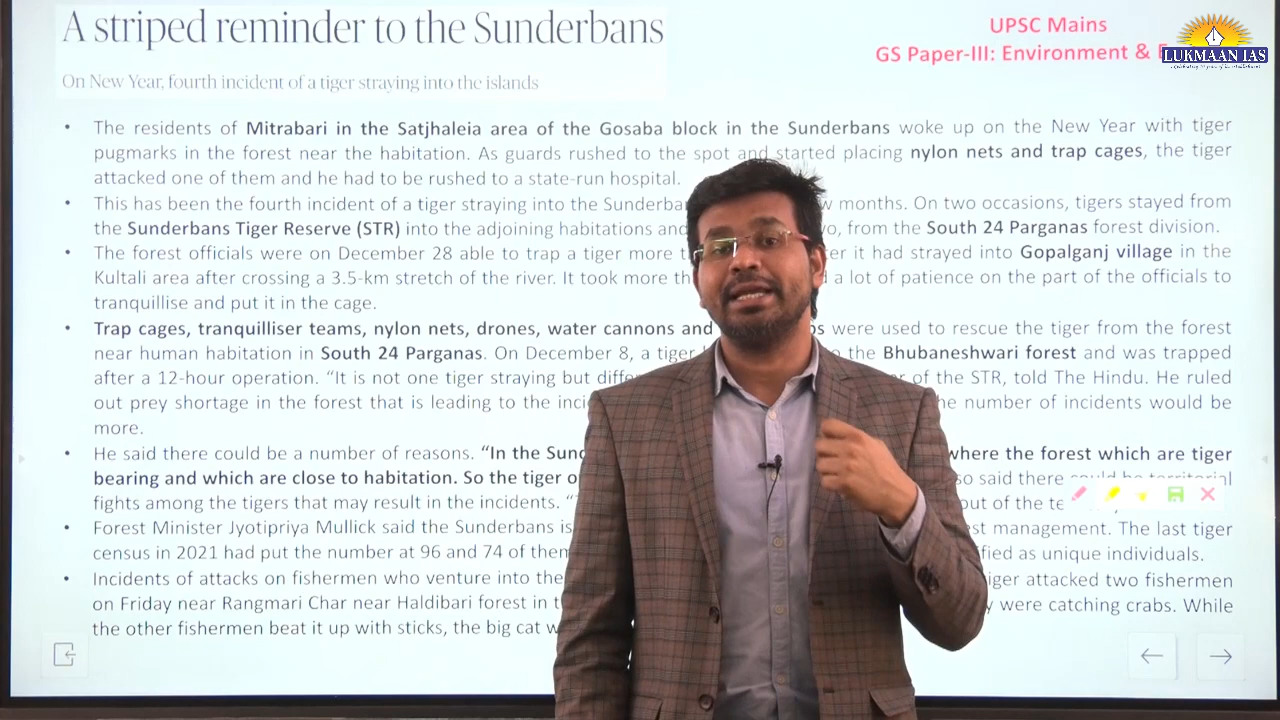 A striped reminder to the Sunderbans
On New Year, fourth incident of a tiger straying into the islands
UPSC Mains
GS Paper-III: Environment &
LUKMAAN IAS
• The residents of Mitrabari in the Satjhaleia area of the Gosaba block in the Sunderbans woke up on the New Year with tiger
pugmarks in the forest near the habitation. As guards rushed to the spot and started placing nylon nets and trap cages, the tiger
attacked one of them and he had to be rushed to a state-run hospital.
• This has been the fourth incident of a tiger straying into the months. On two occasions, tigers stayed from
the Sunderbans Tiger Reserve (STR) into the adjoining habitations and from the South 24 Parganas forest division.
• The forest officials were on December 28 able to trap a tiger more it had strayed into Gopalganj village in the
Kultali area after crossing a 3.5-km stretch of the river. It took more a lot of patience on the part of the officials to
tranquillise and put it in the cage.
• Trap cages, tranquilliser teams, nylon nets, drones, water cannons and were used to rescue the tiger from the forest
near human habitation in South 24 Parganas. On December 8, a tiger the Bhubaneshwari forest and was trapped
after a 12-hour operation. "It is not one tiger straying but of the STR, told The Hindu. He ruled
out prey shortage in the forest that is leading to the number of incidents would be
more.
• He said there could be a number of reasons. "In the where the forest which are tiger
bearing and which are close to habitation. So the tiger said there could be territorial
fights among the tigers that may result in the incidents. out of the
• Forest Minister Jyotipriya Mullick said the Sunderbans is management. The last tiger
census in 2021 had put the number at 96 and 74 of as unique individuals.
• Incidents of attacks on fishermen who venture into the attacked two fishermen
on Friday near Rangmari Char near Haldibari forest in were catching crabs. While
the other fishermen beat it up with sticks, the big cat